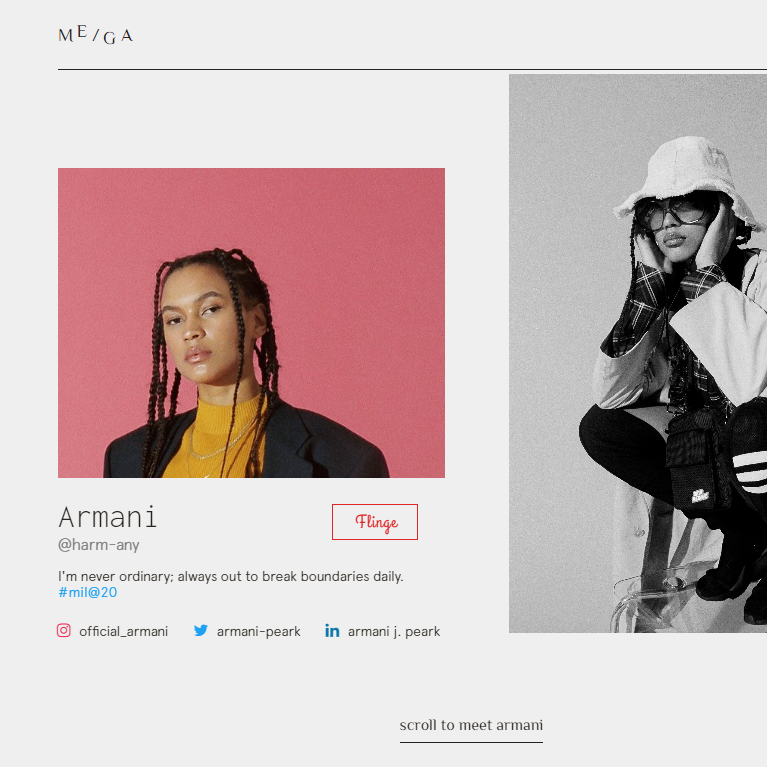 ME/GA
Armani
Flinge
@harm-any
I'm never ordinary; always out to break boundaries daily.
#mil@20
official_armani
armani-peark
armani j. peark
scroll to meet armani